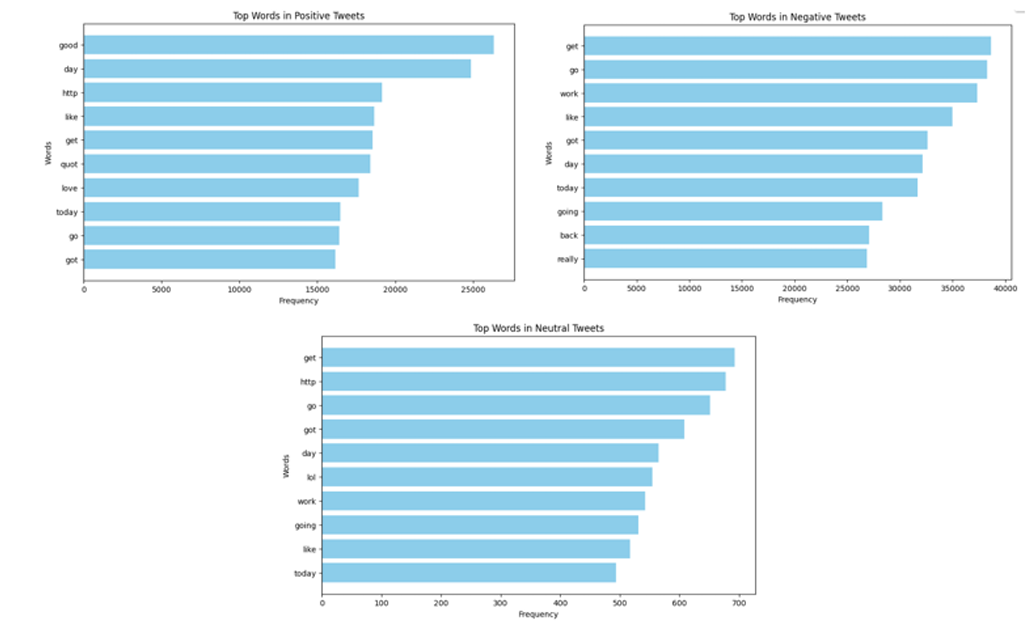 Top Words in Positive Tweets
Words
good
day
http
like
get
quot
love
today
go
got
0 5000 10000 15000 20000 25000
Frequency
Top Words in Negative Tweets
Words
get
go
work
like
got
day
today
going
back
really
0 5000 10000 15000 20000 25000 30000 35000 40000
Frequency
Top Words in Neutral Tweets
Words
get
http
go
got
day
lol
work
going
like
today
0 100 200 300 400 500 600 700
Frequency